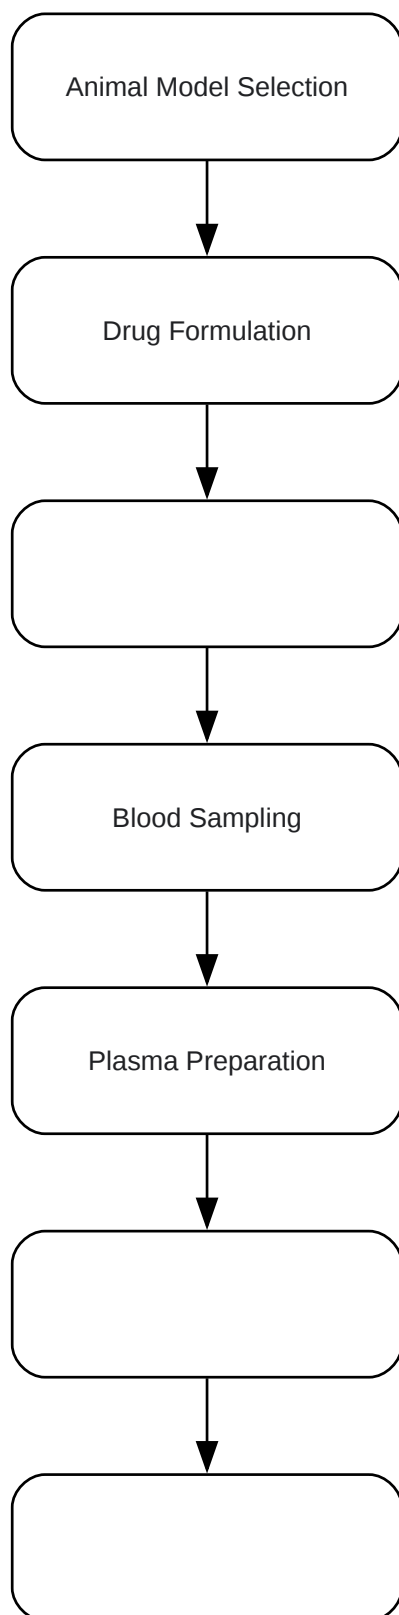 Animal Model Selection
Drug Formulation
Blood Sampling
Plasma Preparation